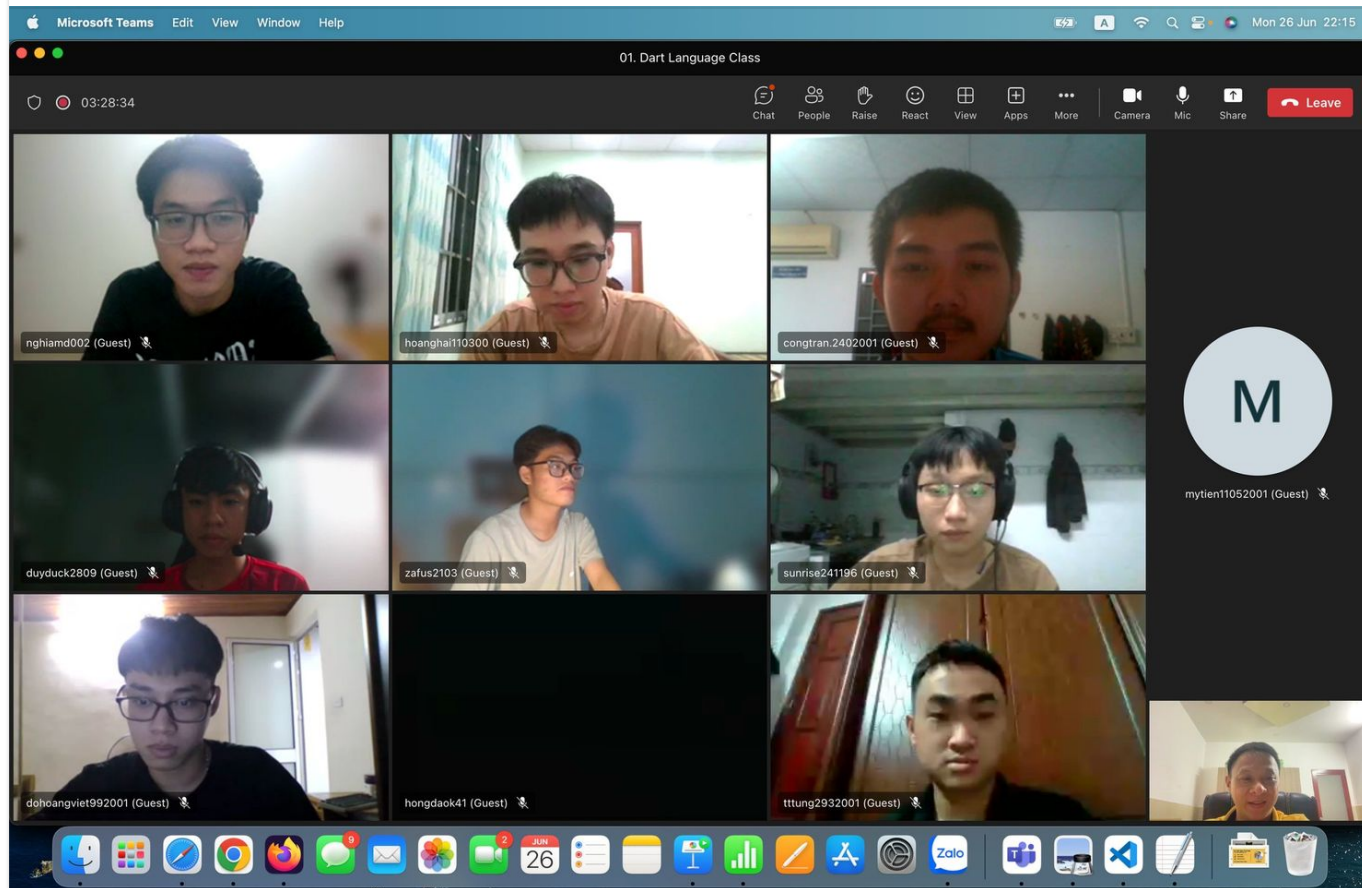 Microsoft Teams Edit View Window Help
A
Mon 26 Jun 22:15
01. Dart Language Class
03:28:34
Chat People Raise React View Apps More Camera Mic Share Leave
nghiamd002 (Guest)
hoanghai110300 (Guest)
congtran.2402001 (Guest)
M
mytien11052001 (Guest)
duyduck2809 (Guest)
zafus2103 (Guest)
sunrise241196 (Guest)
dohoangviet992001 (Guest)
hongdaok41 (Guest)
tttung2932001 (Guest)
9
2
JUN
26
Zalo